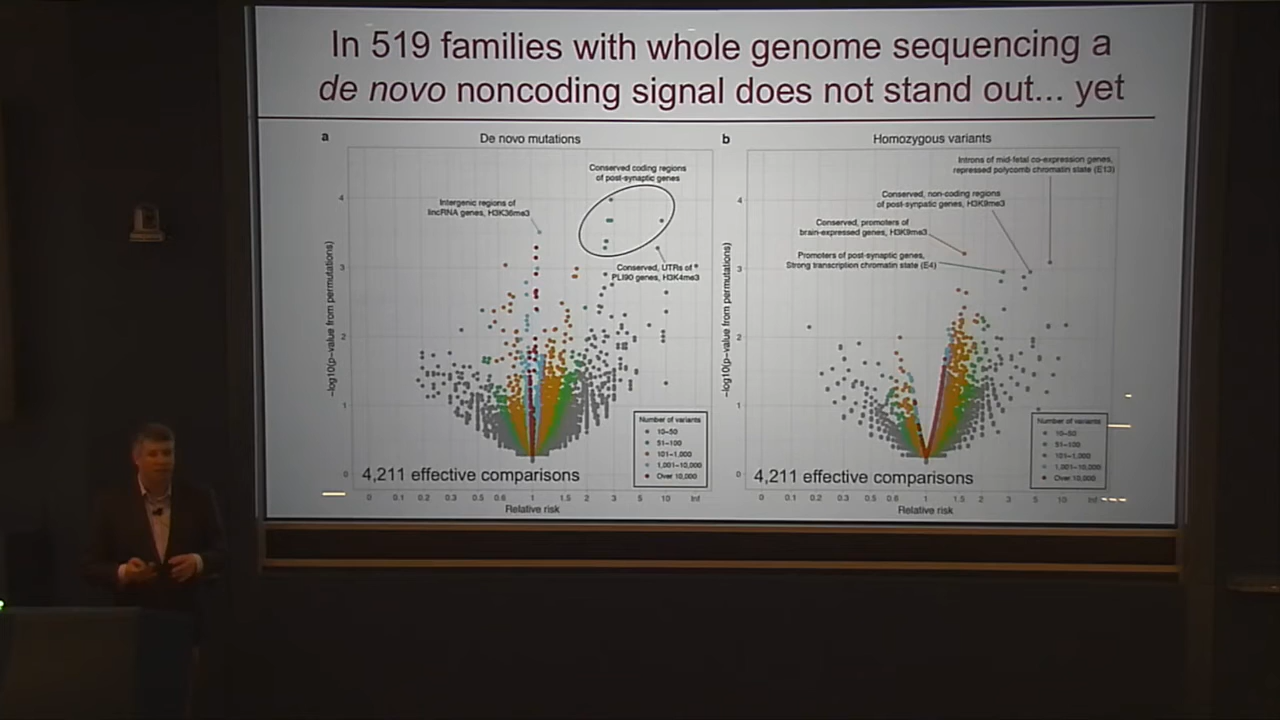 In 519 families with whole genome sequencing a
de novo noncoding signal does not stand out... yet
a
De novo mutations
Conserved coding regions
of post-synaptic genes
Intergenic regions of
lincRNA genes, H3K36me3
Conserved, UTRs of *
PLI90 genes, H3K4me3
−log10(p−value from permutations)
4
3
2
1
0
Number of variants
10−50
51−100
101−1,000
1,001−10,000
Over 10,000
4,211 effective comparisons
0 0.1 0.2 0.3 0.5 0.6 1 1.5 2 3 5 10 Inf
Relative risk
b
Homozygous variants
Introns of mid-fetal co-expression genes,
repressed polycomb chromatin state (E13)
Conserved, non-coding regions
of post-synpatic genes, H3K9me3
Conserved, promoters of
brain-expressed genes, H3K9me3
Promoters of post-synaptic genes,
Strong transcription chromatin state (E4)
−log10(p−value from permutations)
4
3
2
1
0
Number of variants
10−50
51−100
101−1,000
1,001−10,000
Over 10,000
4,211 effective comparisons
0 0.1 0.2 0.3 0.5 0.6 1 1.5 2 3 5 10 Inf
Relative risk